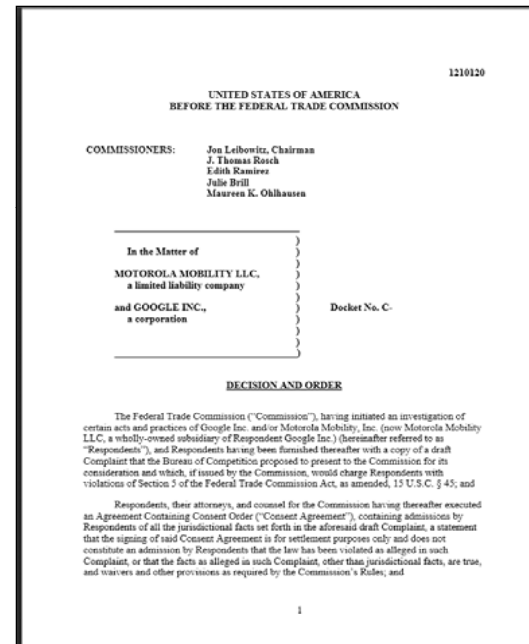 1210120
UNITED STATES OF AMERICA
BEFORE THE FEDERAL TRADE COMMISSION
COMMISSIONERS: Jon Leibowitz, Chairman
J. Thomas Rosch
Edith Ramirez
Julie Brill
Maureen K. Ohlhausen
In the Matter of
MOTOROLA MOBILITY LLC,
a limited liability company
and GOOGLE INC.,
a corporation
Docket No. C-
DECISION AND ORDER
The Federal Trade Commission (“Commission”), having initiated an investigation of
certain acts and practices of Google Inc. and/or Motorola Mobility, Inc. (now Motorola Mobility
LLC, a wholly-owned subsidiary of Respondent Google Inc.) (hereinafter referred to as
“Respondents”), and Respondents having been furnished thereafter with a copy of a draft
Complaint that the Bureau of Competition proposed to present to the Commission for its
consideration and which, if issued by the Commission, would charge Respondents with
violations of Section 5 of the Federal Trade Commission Act, as amended, 15 U.S.C. § 45; and
Respondents, their attorneys, and counsel for the Commission having thereafter executed
an Agreement Containing Consent Order (“Consent Agreement”), containing admissions by
Respondents of all the jurisdictional facts set forth in the aforesaid draft Complaint, a statement
that the signing of said Consent Agreement is for settlement purposes only and does not
constitute an admission by Respondents that the law has been violated as alleged in such
Complaint, or that the facts as alleged in such Complaint, other than jurisdictional facts, are true,
and waivers and other provisions as required by the Commission’s Rules; and
1